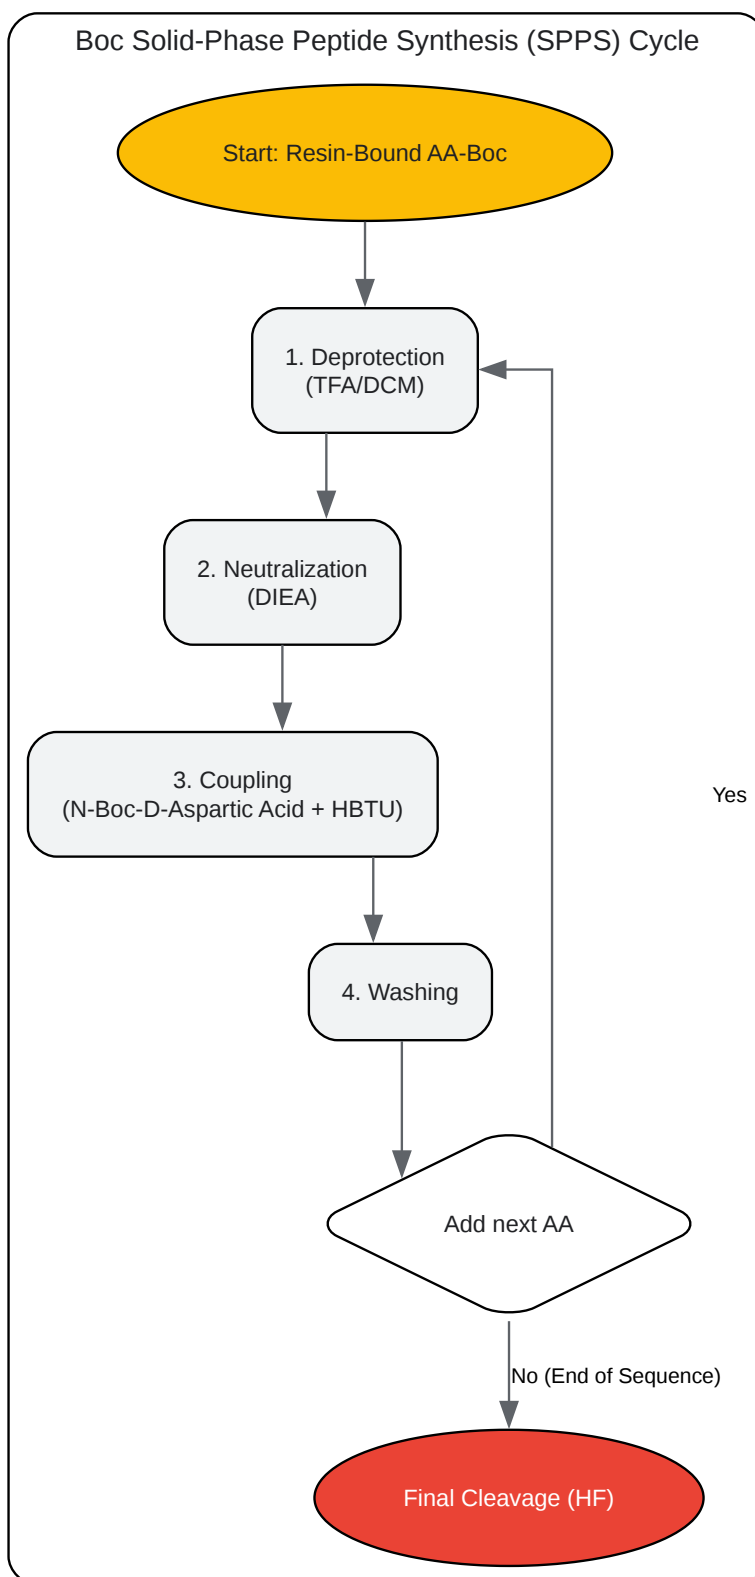 Boc Solid-Phase Peptide Synthesis (SPPS) Cycle
Start: Resin-Bound AA-Boc
1. Deprotection
(TFA/DCM)
2. Neutralization
(DIEA)
3. Coupling
(N-Boc-D-Aspartic Acid + HBTU)
Yes
4. Washing
Add next AA
No (End of Sequence)
Final Cleavage (HF)